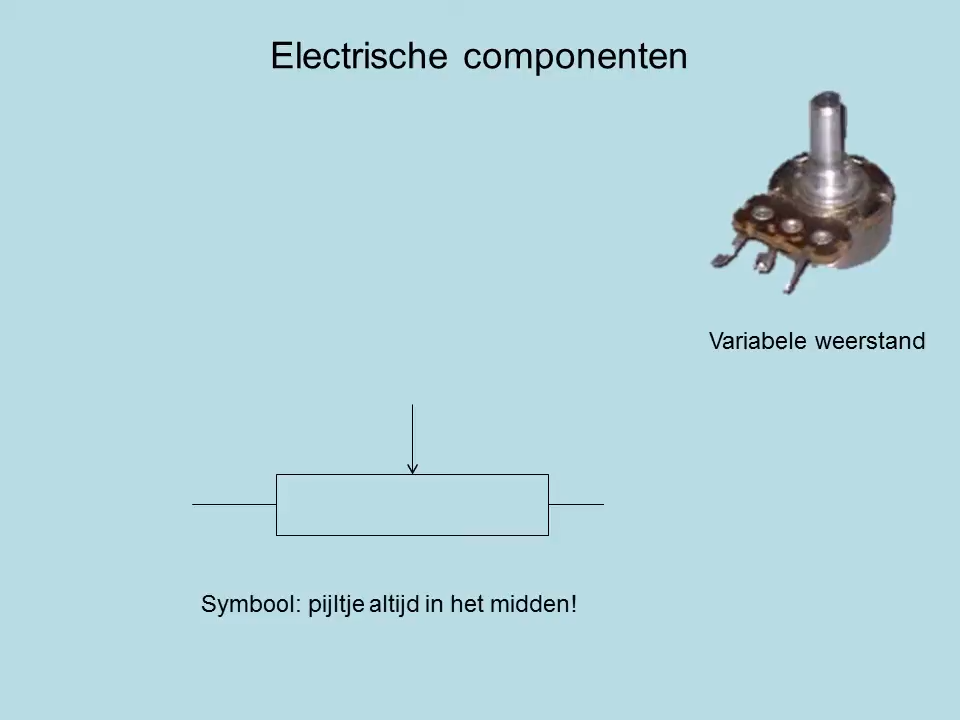 Electrische componenten
Variabele weerstand
Symbool: pijltje altijd in het midden!